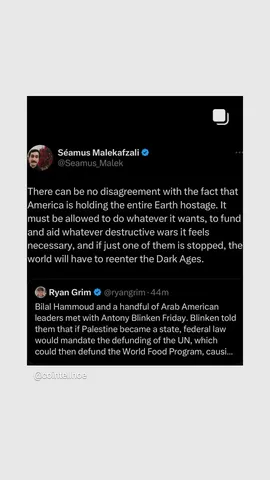 Séamus Malekafzali
@Seamus_Malek
There can be no disagreement with the fact that
America is holding the entire Earth hostage. It
must be allowed to do whatever it wants, to fund
and aid whatever destructive wars it feels
necessary, and if just one of them is stopped, the
world will have to reenter the Dark Ages.
Ryan Grim @ryangrim · 44m
Bilal Hammoud and a handful of Arab American
leaders met with Antony Blinken Friday. Blinken told
them that if Palestine became a state, federal law
would mandate the defunding of the UN, which
could then defund the World Food Program, causi...